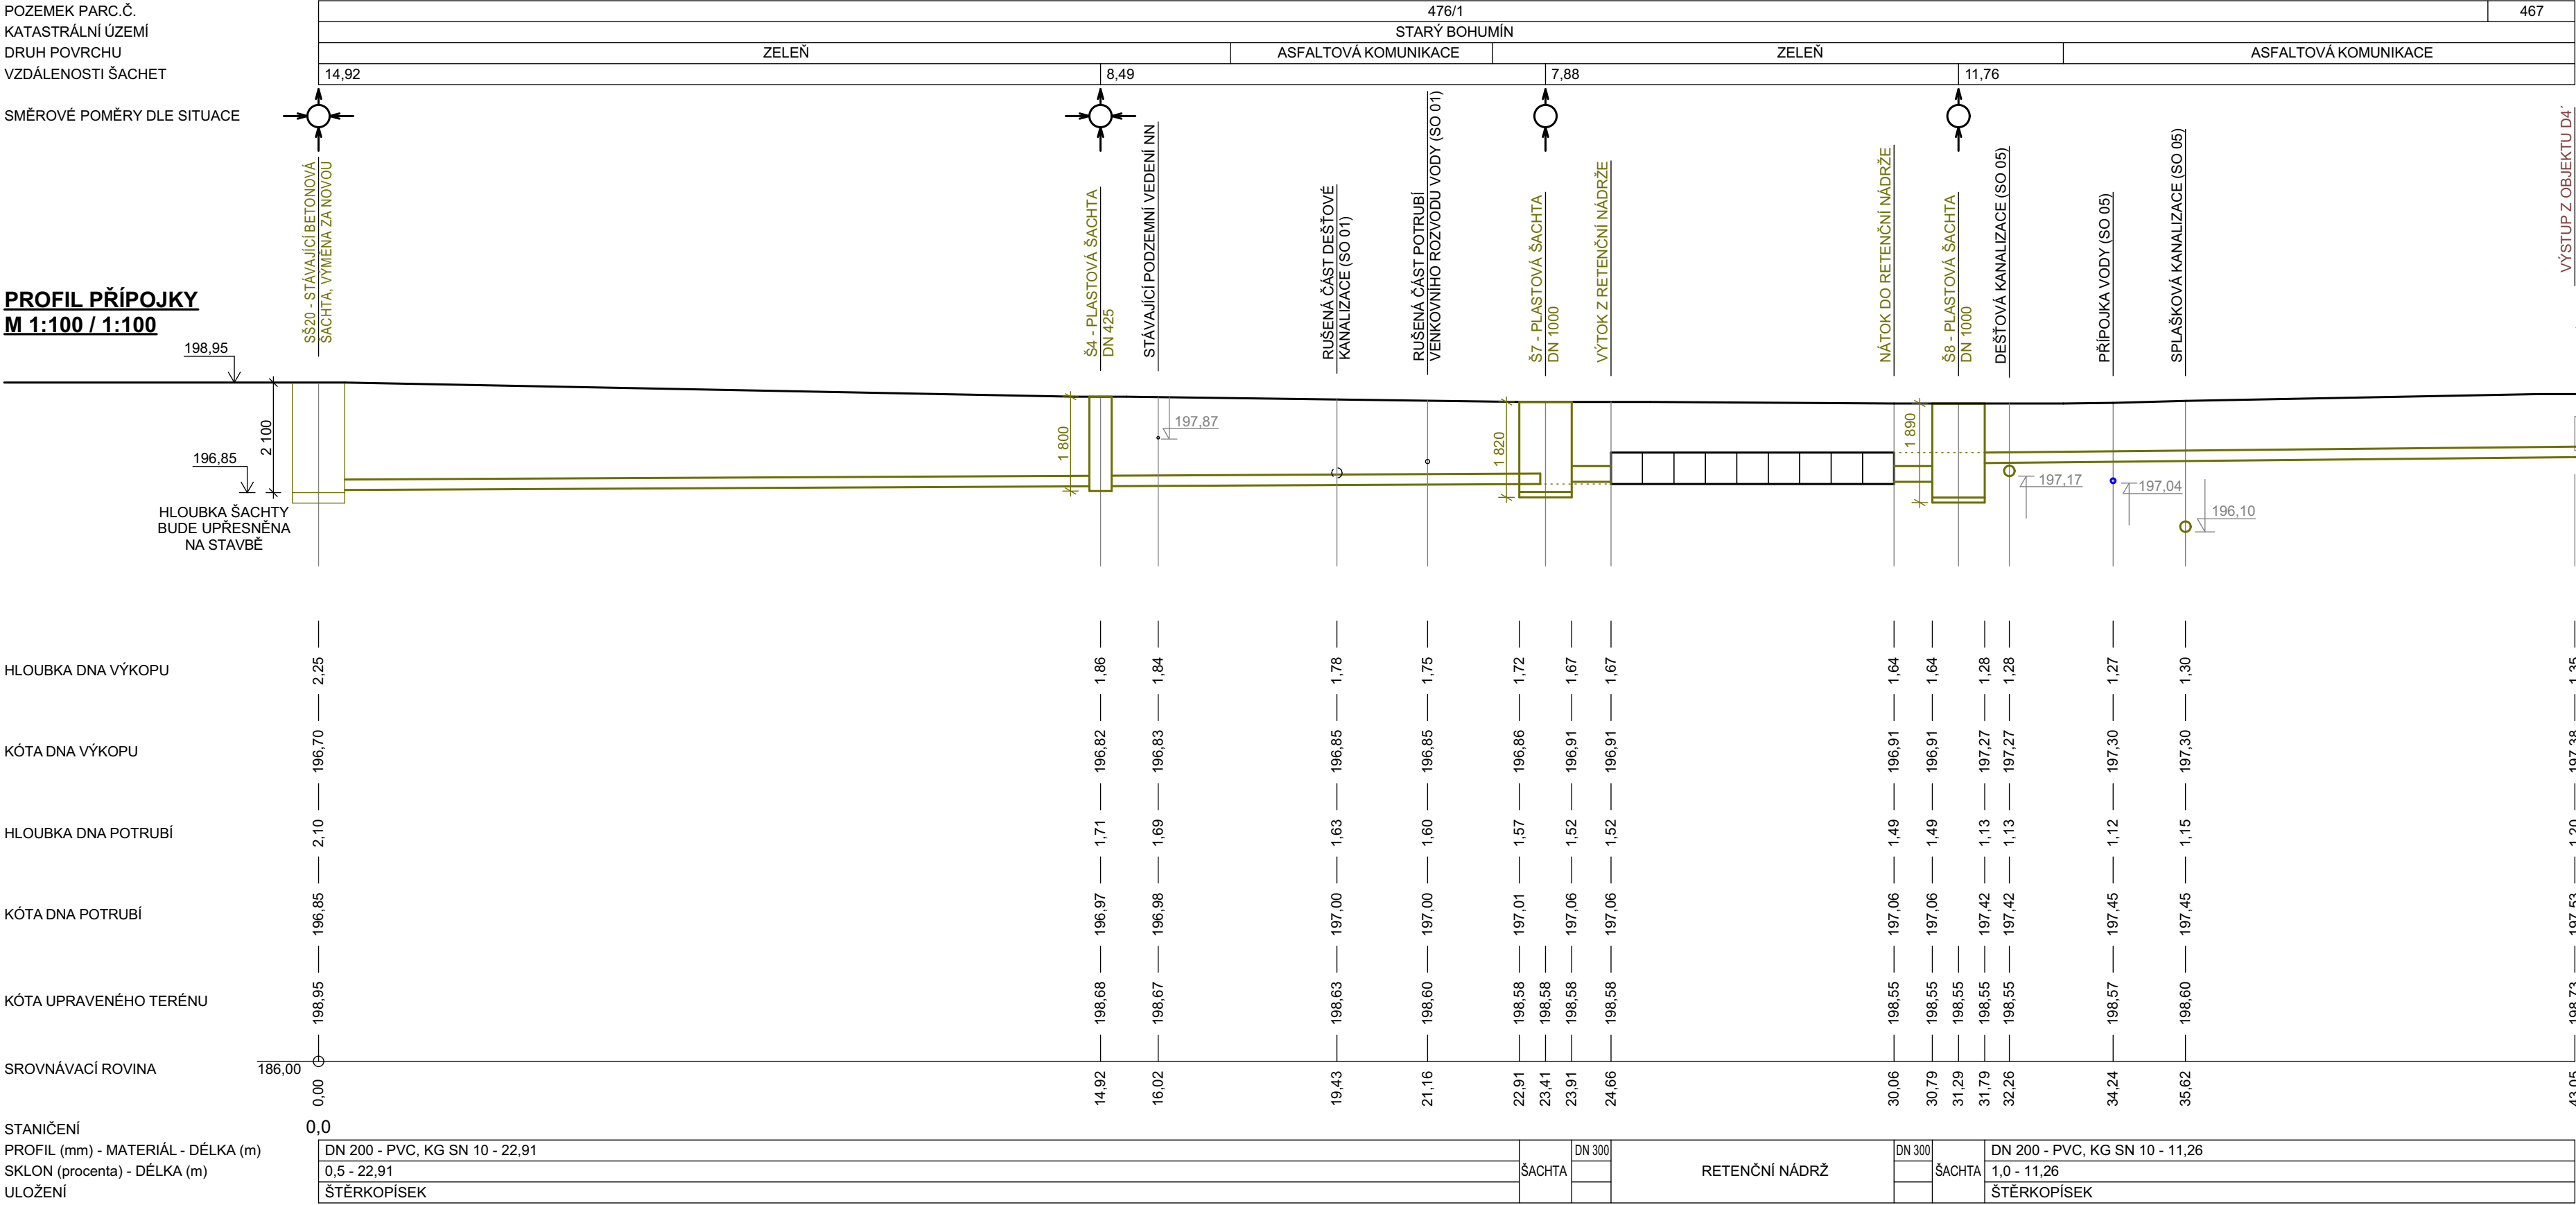 POZEMEK PARC.Č. 476/1 467
KATASTRÁLNÍ ÚZEMÍ STARÝ BOHUMÍN
DRUH POVRCHU ZELEŇ ASFALTOVÁ KOMUNIKACE ZELEŇ ASFALTOVÁ KOMUNIKACE
VZDÁLENOSTI ŠACHET 14,92 8,49 7,88 11,76
SMĚROVÉ POMĚRY DLE SITUACE
SŠ20 - STÁVAJÍCÍ BETONOVÁ
ŠACHTA, VÝMĚNA ZA NOVOU
Š4 - PLASTOVÁ ŠACHTA
DN 425
STÁVAJÍCÍ PODZEMNÍ VEDENÍ NN
RUŠENÁ ČÁST DEŠŤOVÉ
KANALIZACE (SO 01)
RUŠENÁ ČÁST POTRUBÍ
VENKOVNÍHO ROZVODU VODY (SO 01)
Š7 - PLASTOVÁ ŠACHTA
DN 1000
VÝTOK Z RETENČNÍ NÁDRŽE
NÁTOK DO RETENČNÍ NÁDRŽE
Š8 - PLASTOVÁ ŠACHTA
DN 1000
DEŠŤOVÁ KANALIZACE (SO 05)
PŘÍPOJKA VODY (SO 05)
SPLAŠKOVÁ KANALIZACE (SO 05)
VÝSTUP Z OBJEKTU D4
PROFIL PŘÍPOJKY
M 1:100 / 1:100
198,95
2 100
196,85
HLOUBKA ŠACHTY
BUDE UPŘESNĚNA
NA STAVBĚ
1 800
197,87
1 820
1 890
197,17
197,04
196,10
HLOUBKA DNA VÝKOPU 2,25 1,86 1,84 1,78 1,75 1,72 1,67 1,67 1,64 1,64 1,28 1,28 1,27 1,30 1,35
KÓTA DNA VÝKOPU 196,70 196,82 196,83 196,85 196,85 196,86 196,91 196,91 196,91 196,91 197,27 197,27 197,30 197,30 197,38
HLOUBKA DNA POTRUBÍ 2,10 1,71 1,69 1,63 1,60 1,57 1,52 1,52 1,49 1,49 1,13 1,13 1,12 1,15 1,20
KÓTA DNA POTRUBÍ 196,85 196,97 196,98 197,00 197,00 197,01 197,06 197,06 197,06 197,06 197,42 197,42 197,45 197,45 197,53
KÓTA UPRAVENÉHO TERÉNU 198,95 198,68 198,67 198,63 198,60 198,58 198,58 198,58 198,58 198,55 198,55 198,55 198,55 198,55 198,57 198,60 198,73
SROVNÁVACÍ ROVINA 186,00
0,00 14,92 16,02 19,43 21,16 22,91 23,41 23,91 24,66 30,06 30,79 31,29 31,79 32,26 34,24 35,62 43,05
STANIČENÍ 0,0
PROFIL (mm) - MATERIÁL - DÉLKA (m) DN 200 - PVC, KG SN 10 - 22,91 DN 300 DN 300 DN 200 - PVC, KG SN 10 - 11,26
SKLON (procenta) - DÉLKA (m) 0,5 - 22,91 ŠACHTA RETENČNÍ NÁDRŽ ŠACHTA 1,0 - 11,26
ULOŽENÍ ŠTĚRKOPÍSEK ŠTĚRKOPÍSEK